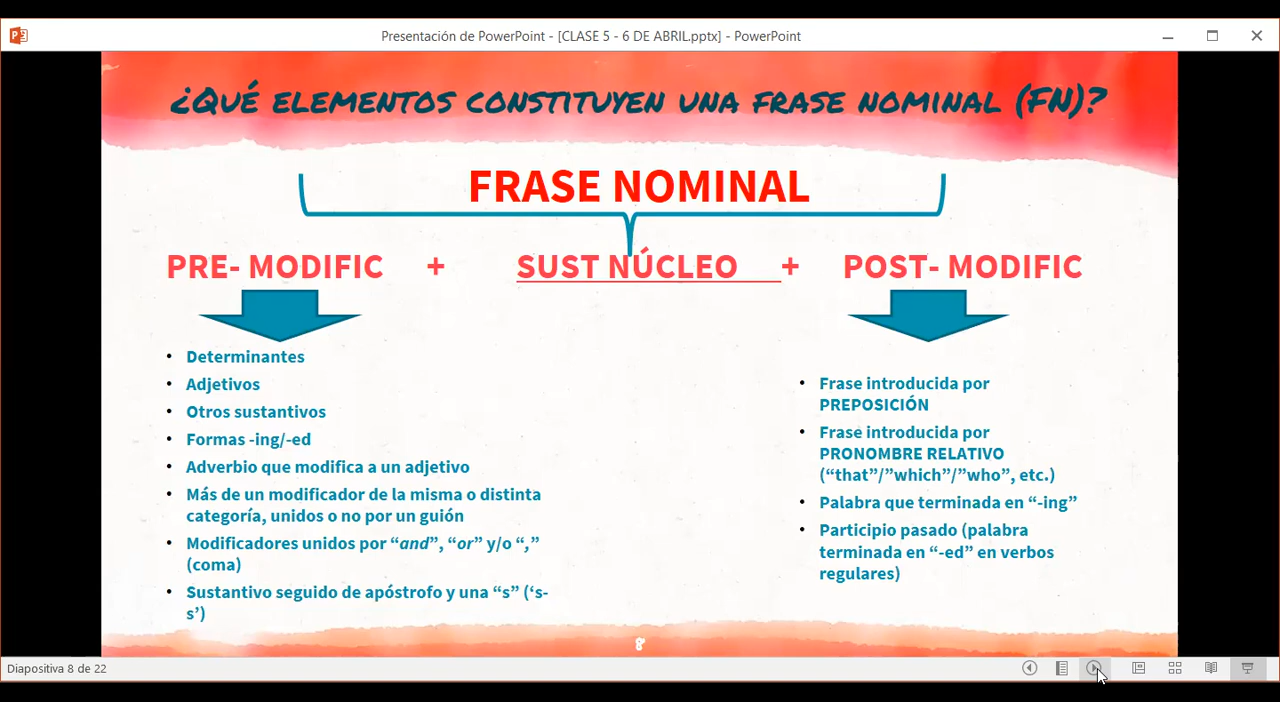 Presentación de PowerPoint - [CLASE 5 - 6 DE ABRIL.pptx] - PowerPoint
¿QUÉ ELEMENTOS CONSTITUYEN UNA FRASE NOMINAL (FN)?
FRASE NOMINAL
PRE- MODIFIC + SUST NÚCLEO + POST- MODIFIC
• Determinantes
• Adjetivos
• Otros sustantivos
• Formas -ing/-ed
• Adverbio que modifica a un adjetivo
• Más de un modificador de la misma o distinta
categoría, unidos o no por un guión
• Modificadores unidos por “and”, “or” y/o “,”
(coma)
• Sustantivo seguido de apóstrofo y una “s” (‘s-
s’)
• Frase introducida por
PREPOSICIÓN
• Frase introducida por
PRONOMBRE RELATIVO
(“that”/”which”/”who”, etc.)
• Palabra que terminada en “-ing”
• Participio pasado (palabra
terminada en “-ed” en verbos
regulares)
8
Diapositiva 8 de 22